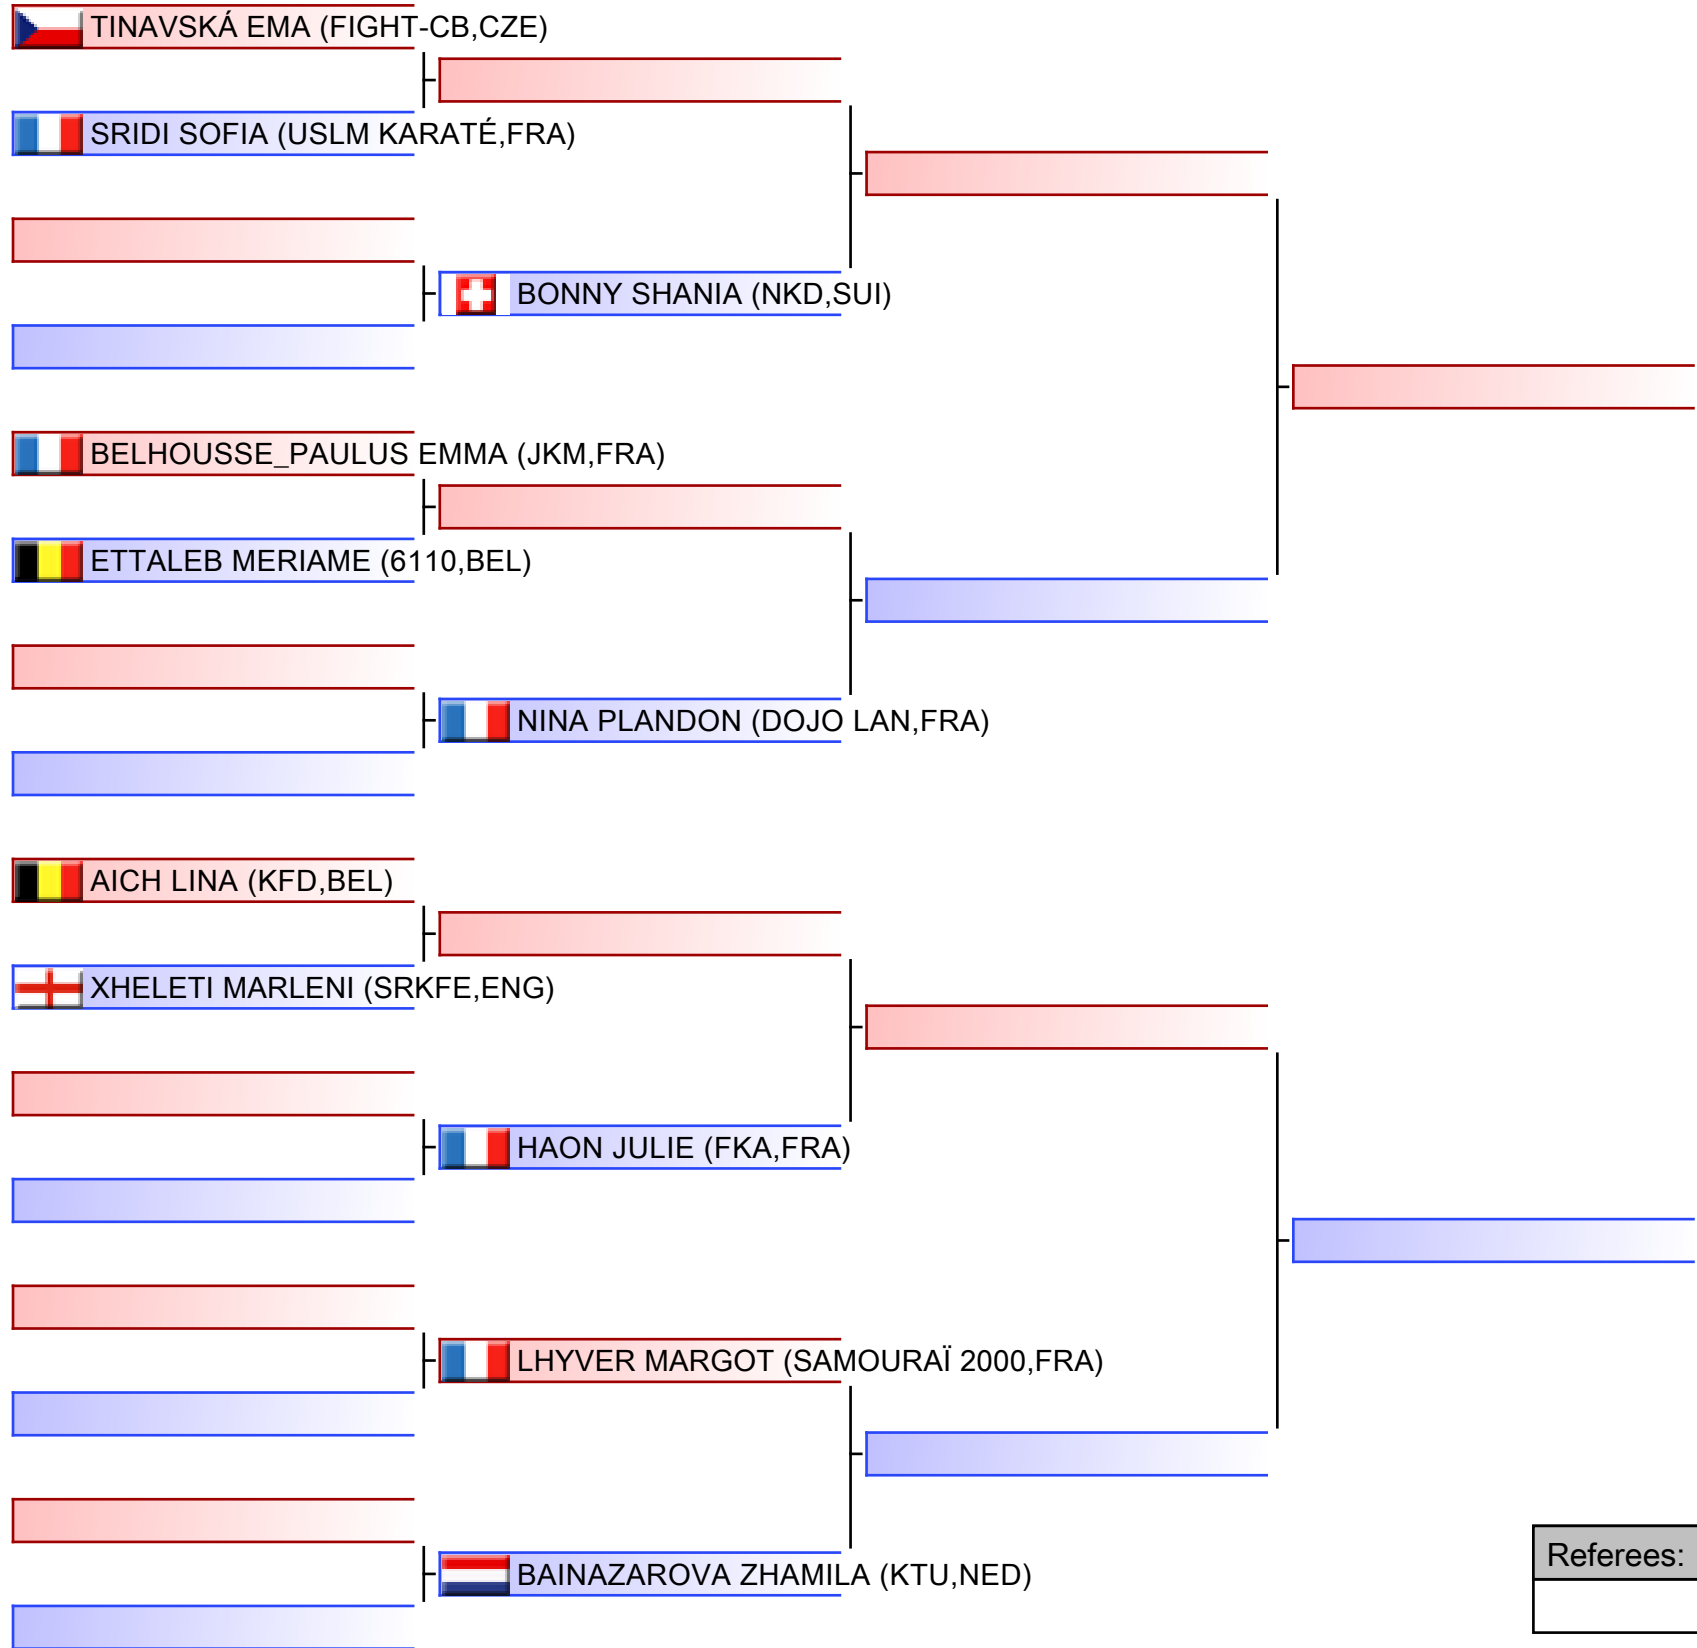 TINAVSKÁ EMA (FIGHT-CB,CZE)
SRIDI SOFIA (USLM KARATÉ,FRA)
BONNY SHANIA (NKD,SUI)
BELHOUSSE_PAULUS EMMA (JKM,FRA)
ETTALEB MERIAME (6110,BEL)
NINA PLANDON (DOJO LAN,FRA)
AICH LINA (KFD,BEL)
XHELETI MARLENI (SRKFE,ENG)
HAON JULIE (FKA,FRA)
LHYVER MARGOT (SAMOURAÏ 2000,FRA)
BAINAZAROVA ZHAMILA (KTU,NED)
Referees: